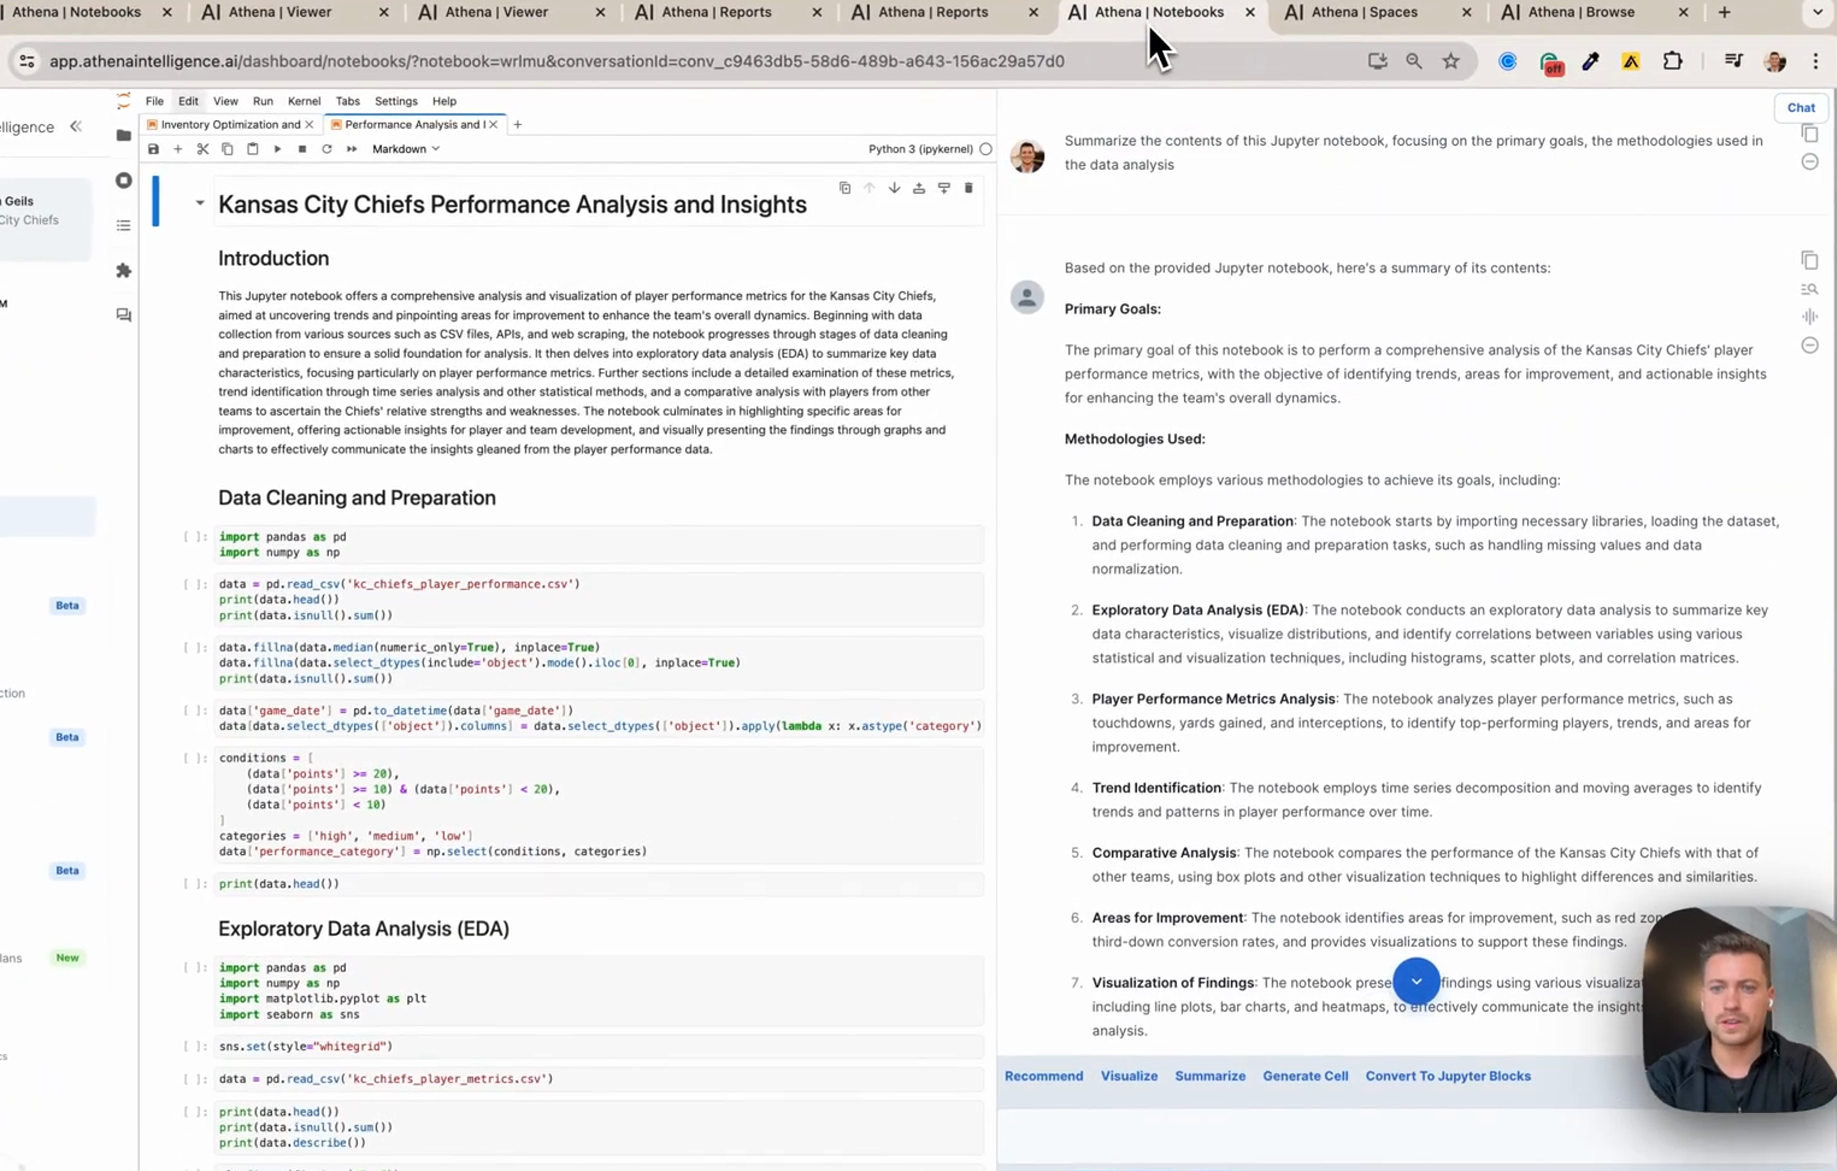 Athena | Notebooks
AI Athena | Viewer
AI Athena | Viewer
AI Athena | Reports
AI Athena | Reports
AI Athena | Notebooks
AI Athena | Spaces
AI Athena | Browse
app.athenaintelligence.ai/dashboard/notebooks/?notebook=wrlmu&conversationId=conv_c9463db5-58d6-489b-a643-156ac29a57d0
off
elligence
n Geils
City Chiefs
M
Beta
ction
Beta
Beta
lans New
cs
File Edit View Run Kernel Tabs Settings Help
Inventory Optimization and
Performance Analysis and I
Markdown
Python 3 (ipykernel)
Kansas City Chiefs Performance Analysis and Insights
Introduction
This Jupyter notebook offers a comprehensive analysis and visualization of player performance metrics for the Kansas City Chiefs,
aimed at uncovering trends and pinpointing areas for improvement to enhance the team's overall dynamics. Beginning with data
collection from various sources such as CSV files, APIs, and web scraping, the notebook progresses through stages of data cleaning
and preparation to ensure a solid foundation for analysis. It then delves into exploratory data analysis (EDA) to summarize key data
characteristics, focusing particularly on player performance metrics. Further sections include a detailed examination of these metrics,
trend identification through time series analysis and other statistical methods, and a comparative analysis with players from other
teams to ascertain the Chiefs' relative strengths and weaknesses. The notebook culminates in highlighting specific areas for
improvement, offering actionable insights for player and team development, and visually presenting the findings through graphs and
charts to effectively communicate the insights gleaned from the player performance data.
Data Cleaning and Preparation
[ ]: import pandas as pd
import numpy as np
[ ]: data = pd.read_csv('kc_chiefs_player_performance.csv')
print(data.head())
print(data.isnull().sum())
[ ]: data.fillna(data.median(numeric_only=True), inplace=True)
data.fillna(data.select_dtypes(include='object').mode().iloc[0], inplace=True)
print(data.isnull().sum())
[ ]: data['game_date'] = pd.to_datetime(data['game_date'])
data[data.select_dtypes(['object']).columns] = data.select_dtypes(['object']).apply(lambda x: x.astype('category')
[ ]: conditions = [
(data['points'] >= 20),
(data['points'] >= 10) & (data['points'] < 20),
(data['points'] < 10)
]
categories = ['high', 'medium', 'low']
data['performance_category'] = np.select(conditions, categories)
[ ]: print(data.head())
Exploratory Data Analysis (EDA)
[ ]: import pandas as pd
import numpy as np
import matplotlib.pyplot as plt
import seaborn as sns
[ ]: sns.set(style="whitegrid")
[ ]: data = pd.read_csv('kc_chiefs_player_metrics.csv')
[ ]: print(data.head())
print(data.isnull().sum())
print(data.describe())
Chat
Summarize the contents of this Jupyter notebook, focusing on the primary goals, the methodologies used in
the data analysis
Based on the provided Jupyter notebook, here's a summary of its contents:
Primary Goals:
The primary goal of this notebook is to perform a comprehensive analysis of the Kansas City Chiefs' player
performance metrics, with the objective of identifying trends, areas for improvement, and actionable insights
for enhancing the team's overall dynamics.
Methodologies Used:
The notebook employs various methodologies to achieve its goals, including:
1. Data Cleaning and Preparation: The notebook starts by importing necessary libraries, loading the dataset,
and performing data cleaning and preparation tasks, such as handling missing values and data
normalization.
2. Exploratory Data Analysis (EDA): The notebook conducts an exploratory data analysis to summarize key
data characteristics, visualize distributions, and identify correlations between variables using various
statistical and visualization techniques, including histograms, scatter plots, and correlation matrices.
3. Player Performance Metrics Analysis: The notebook analyzes player performance metrics, such as
touchdowns, yards gained, and interceptions, to identify top-performing players, trends, and areas for
improvement.
4. Trend Identification: The notebook employs time series decomposition and moving averages to identify
trends and patterns in player performance over time.
5. Comparative Analysis: The notebook compares the performance of the Kansas City Chiefs with that of
other teams, using box plots and other visualization techniques to highlight differences and similarities.
6. Areas for Improvement: The notebook identifies areas for improvement, such as red zon
third-down conversion rates, and provides visualizations to support these findings.
7. Visualization of Findings: The notebook prese findings using various visualiza
including line plots, bar charts, and heatmaps, to effectively communicate the insight
analysis.
Recommend Visualize Summarize Generate Cell Convert To Jupyter Blocks